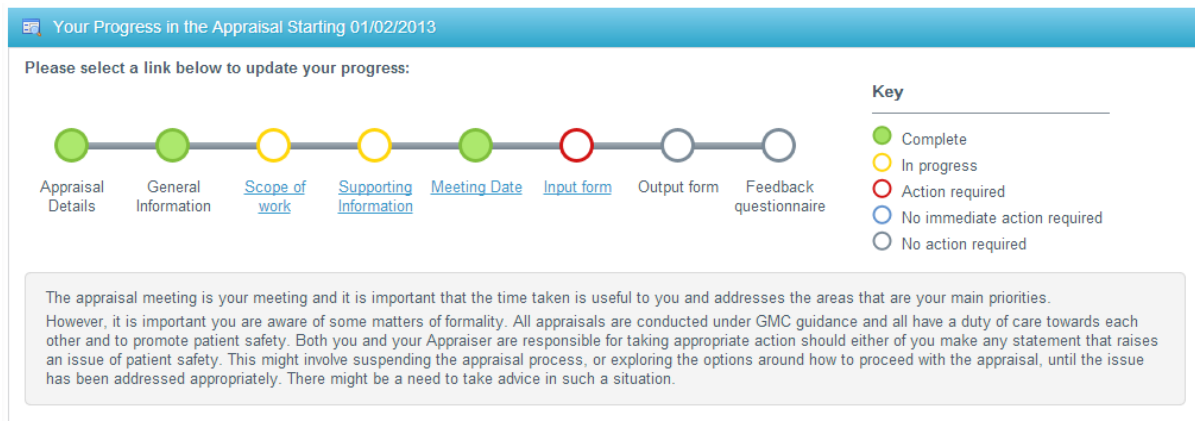 Your Progress in the Appraisal Starting 01/02/2013
Please select a link below to update your progress:
Appraisal Details
General Information
Scope of work
Supporting Information
Meeting Date
Input form
Output form
Feedback questionnaire
Key
Complete
In progress
Action required
No immediate action required
No action required
The appraisal meeting is your meeting and it is important that the time taken is useful to you and addresses the areas that are your main priorities.
However, it is important you are aware of some matters of formality. All appraisals are conducted under GMC guidance and all have a duty of care towards each
other and to promote patient safety. Both you and your Appraiser are responsible for taking appropriate action should either of you make any statement that raises
an issue of patient safety. This might involve suspending the appraisal process, or exploring the options around how to proceed with the appraisal, until the issue
has been addressed appropriately. There might be a need to take advice in such a situation.